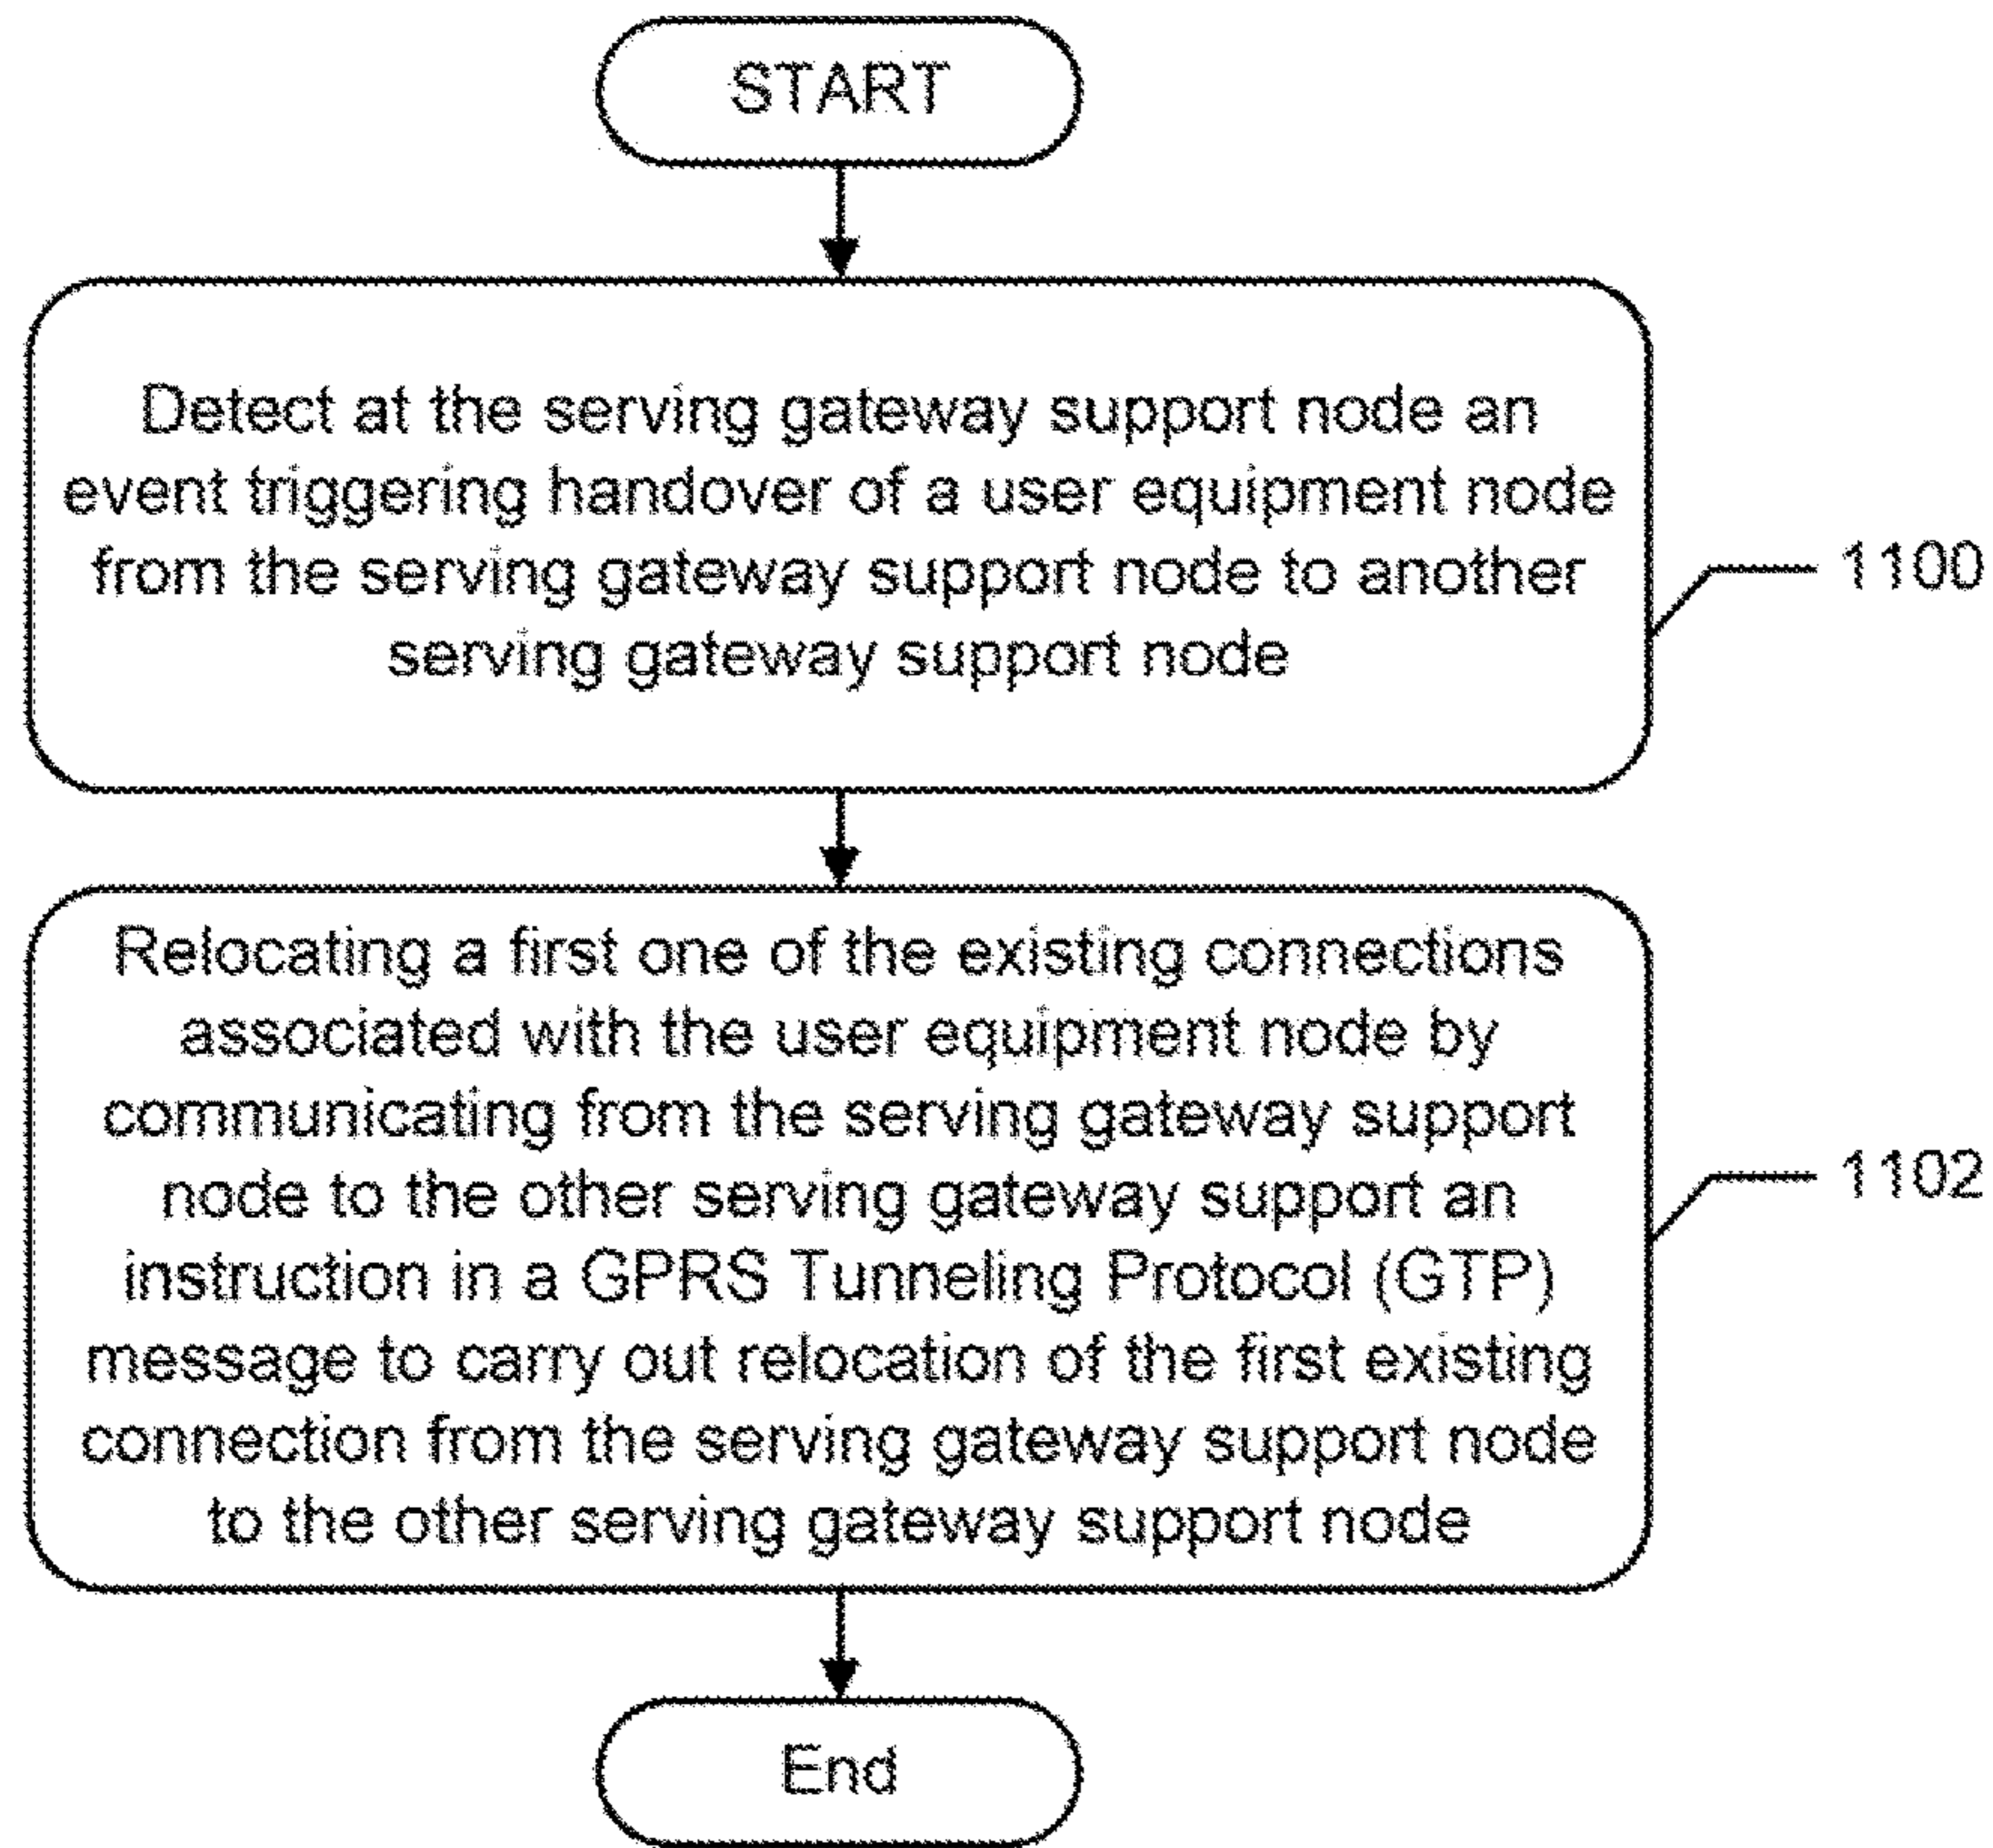 START
Detect at the serving gateway support node an
event triggering handover of a user equipment node
from the serving gateway support node to another
serving gateway support node
1100
Relocating a first one of the existing connections
associated with the user equipment node by
communicating from the serving gateway support
node to the other serving gateway support an
instruction in a GPRS Tunneling Protocol (GTP)
message to carry out relocation of the first existing
connection from the serving gateway support node
to the other serving gateway support node
1102
End